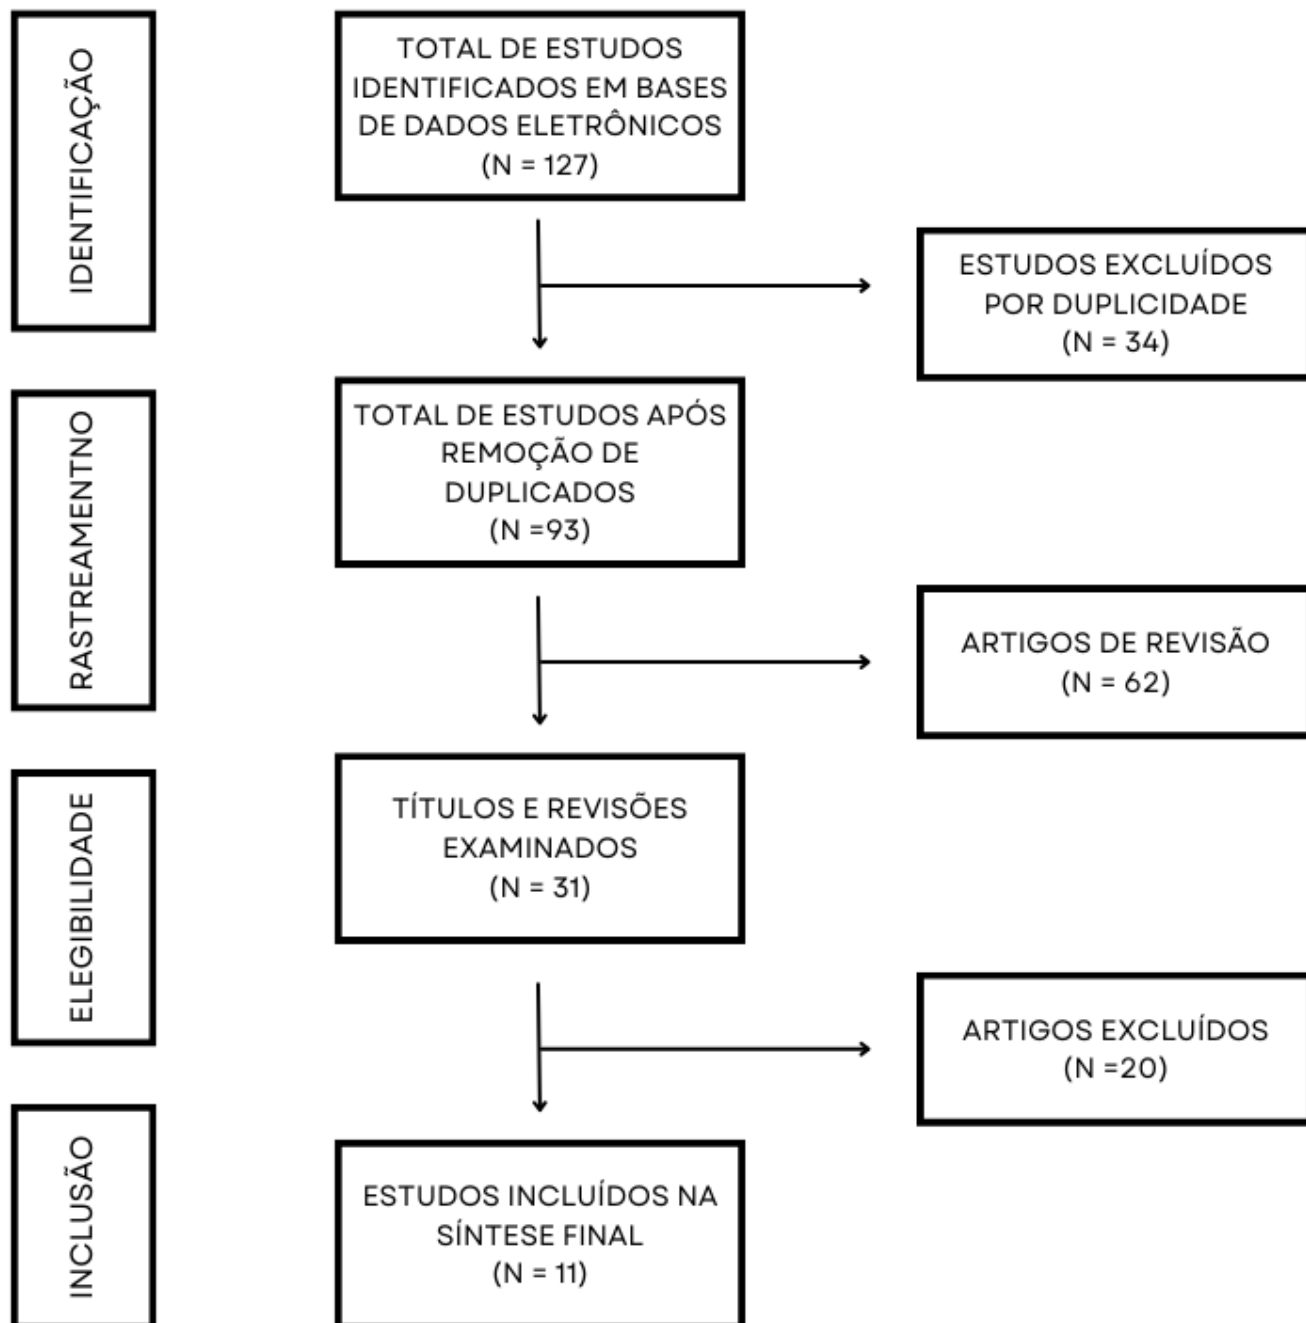 IDENTIFICAÇÃO
TOTAL DE ESTUDOS
IDENTIFICADOS EM BASES
DE DADOS ELETRÔNICOS
(N = 127)
ESTUDOS EXCLUÍDOS
POR DUPLICIDADE
(N = 34)
RASTREAMENTNO
TOTAL DE ESTUDOS APÓS
REMOÇÃO DE
DUPLICADOS
(N =93)
ARTIGOS DE REVISÃO
(N = 62)
ELEGIBILIDADE
TÍTULOS E REVISÕES
EXAMINADOS
(N = 31)
ARTIGOS EXCLUÍDOS
(N =20)
INCLUSÃO
ESTUDOS INCLUÍDOS NA
SÍNTESE FINAL
(N = 11)